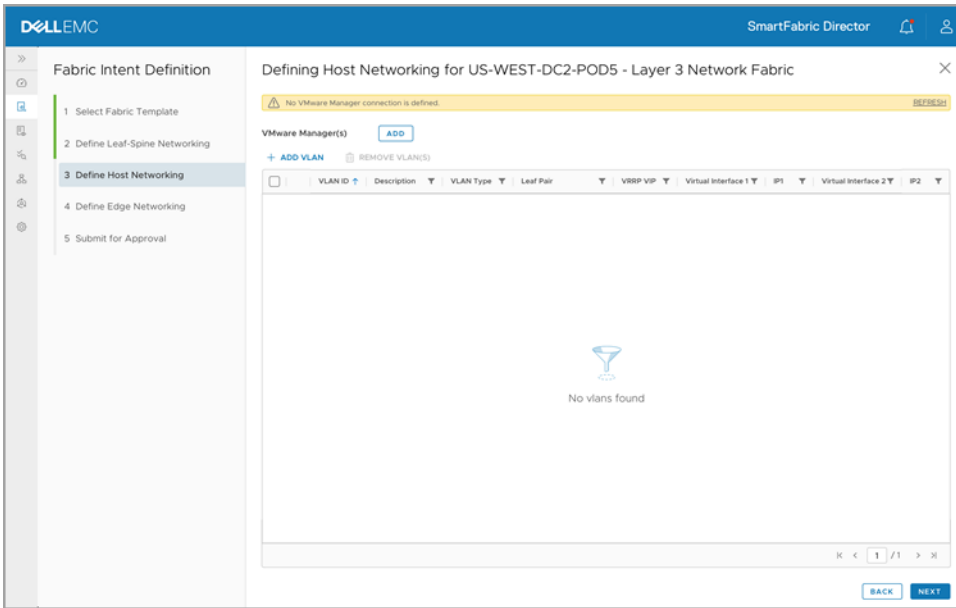 DELLEMC
SmartFabric Director
Fabric Intent Definition
1 Select Fabric Template
2 Define Leaf-Spine Networking
3 Define Host Networking
4 Define Edge Networking
5 Submit for Approval
Defining Host Networking for US-WEST-DC2-POD5 - Layer 3 Network Fabric
No VMware Manager connection is defined. REFRESH
VMware Manager(s) ADD
+ ADD VLAN REMOVE VLAN(S)
VLAN ID Description VLAN Type Leaf Pair VRRP VIP Virtual Interface 1 IP1 Virtual Interface 2 IP2
No vlans found
1 / 1
BACK NEXT